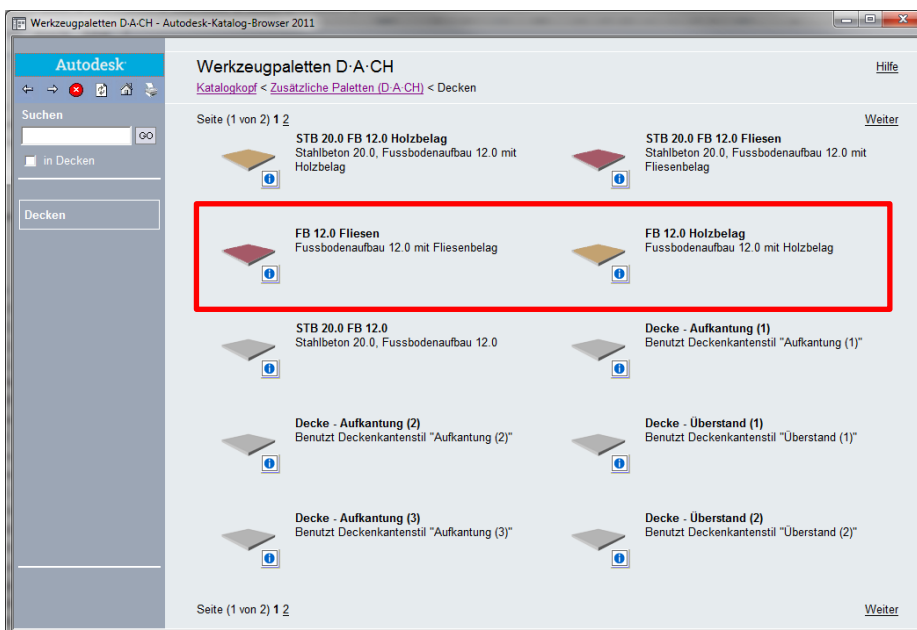 Werkzeugpaletten D·A·CH - Autodesk-Katalog-Browser 2011
Autodesk
Suchen
GO
in Decken
Decken
Werkzeugpaletten D·A·CH
Hilfe
Katalogkopf < Zusätzliche Paletten (D·A·CH) < Decken
Seite (1 von 2) 1 2
Weiter
STB 20.0 FB 12.0 Holzbelag
Stahlbeton 20.0, Fussbodenaufbau 12.0 mit
Holzbelag
STB 20.0 FB 12.0 Fliesen
Stahlbeton 20.0, Fussbodenaufbau 12.0 mit
Fliesenbelag
FB 12.0 Fliesen
Fussbodenaufbau 12.0 mit Fliesenbelag
FB 12.0 Holzbelag
Fussbodenaufbau 12.0 mit Holzbelag
STB 20.0 FB 12.0
Stahlbeton 20.0, Fussbodenaufbau 12.0
Decke - Aufkantung (1)
Benutzt Deckenkantenstil "Aufkantung (1)"
Decke - Aufkantung (2)
Benutzt Deckenkantenstil "Aufkantung (2)"
Decke - Überstand (1)
Benutzt Deckenkantenstil "Überstand (1)"
Decke - Aufkantung (3)
Benutzt Deckenkantenstil "Aufkantung (3)"
Decke - Überstand (2)
Benutzt Deckenkantenstil "Überstand (2)"
Seite (1 von 2) 1 2
Weiter